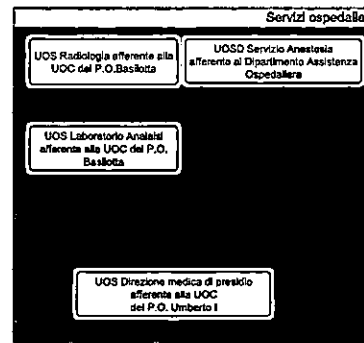 Servizi ospedalie
UOS Radiologia afferente alla
UOC del P.O.Basilotta
UOSD Servizio Anestesia
afferente al Dipartimento Assistenza
Ospedaliera
UOS Laboratorio Analaisi
afferente alla UOC del P.O.
Basilotta
UOS Direzione medica di presidio
afferente alla UOC
del P.O. Umberto I